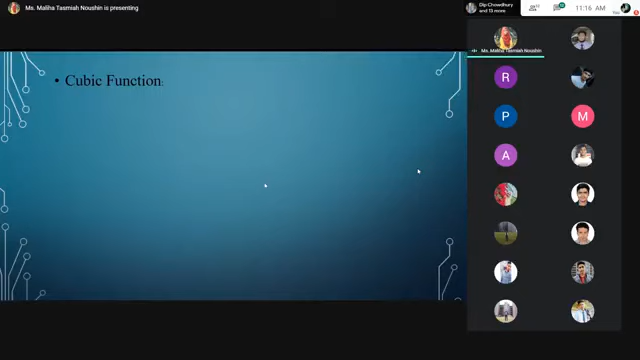 Ms. Maliha Tasmiah Noushin is presenting
Dip Chowdhury
and 13 more
11:16 AM
You
• Cubic Function:
Ms. Maliha Tasmiah Noushin
R
P
M
A